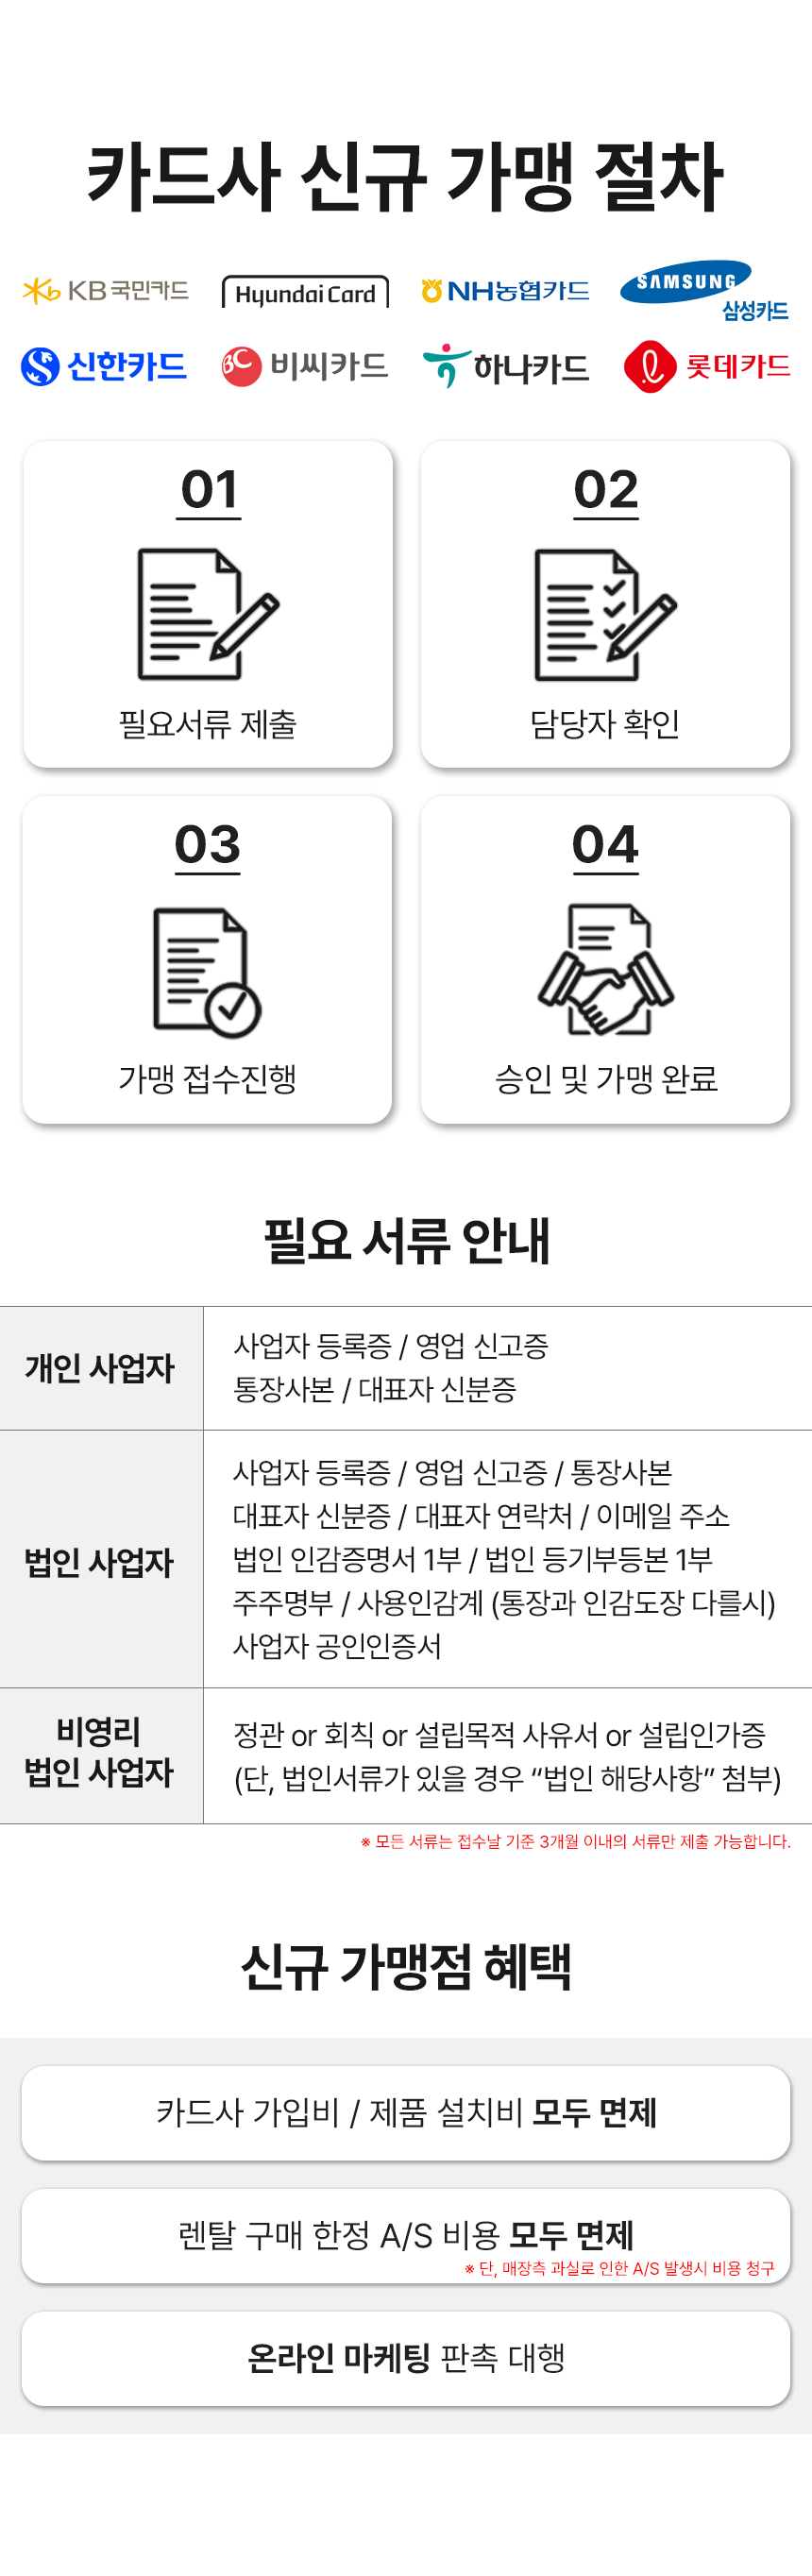 카드사 신규 가맹 절차
KB 국민카드
Hyundai Card
NH농협카드
SAMSUNG
삼성카드
신한카드
BC 비씨카드
하나카드
롯데카드
01
필요서류 제출
02
담당자 확인
03
가맹 접수진행
04
승인 및 가맹 완료
필요 서류 안내
개인 사업자
사업자 등록증 / 영업 신고증
통장사본 / 대표자 신분증
법인 사업자
사업자 등록증 / 영업 신고증 / 통장사본
대표자 신분증 / 대표자 연락처 / 이메일 주소
법인 인감증명서 1부 / 법인 등기부등본 1부
주주명부 / 사용인감계 (통장과 인감도장 다를시)
사업자 공인인증서
비영리
법인 사업자
정관 or 회칙 or 설립목적 사유서 or 설립인가증
(단, 법인서류가 있을 경우 “법인 해당사항” 첨부)
※ 모든 서류는 접수날 기준 3개월 이내의 서류만 제출 가능합니다.
신규 가맹점 혜택
카드사 가입비 / 제품 설치비 모두 면제
렌탈 구매 한정 A/S 비용 모두 면제
※ 단, 매장측 과실로 인한 A/S 발생시 비용 청구
온라인 마케팅 판촉 대행